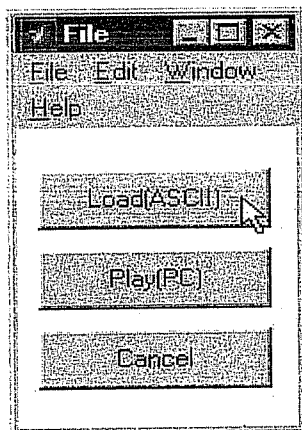 File
File Edit Window
Help
Load(ASCII)
Play(PC)
Cancel